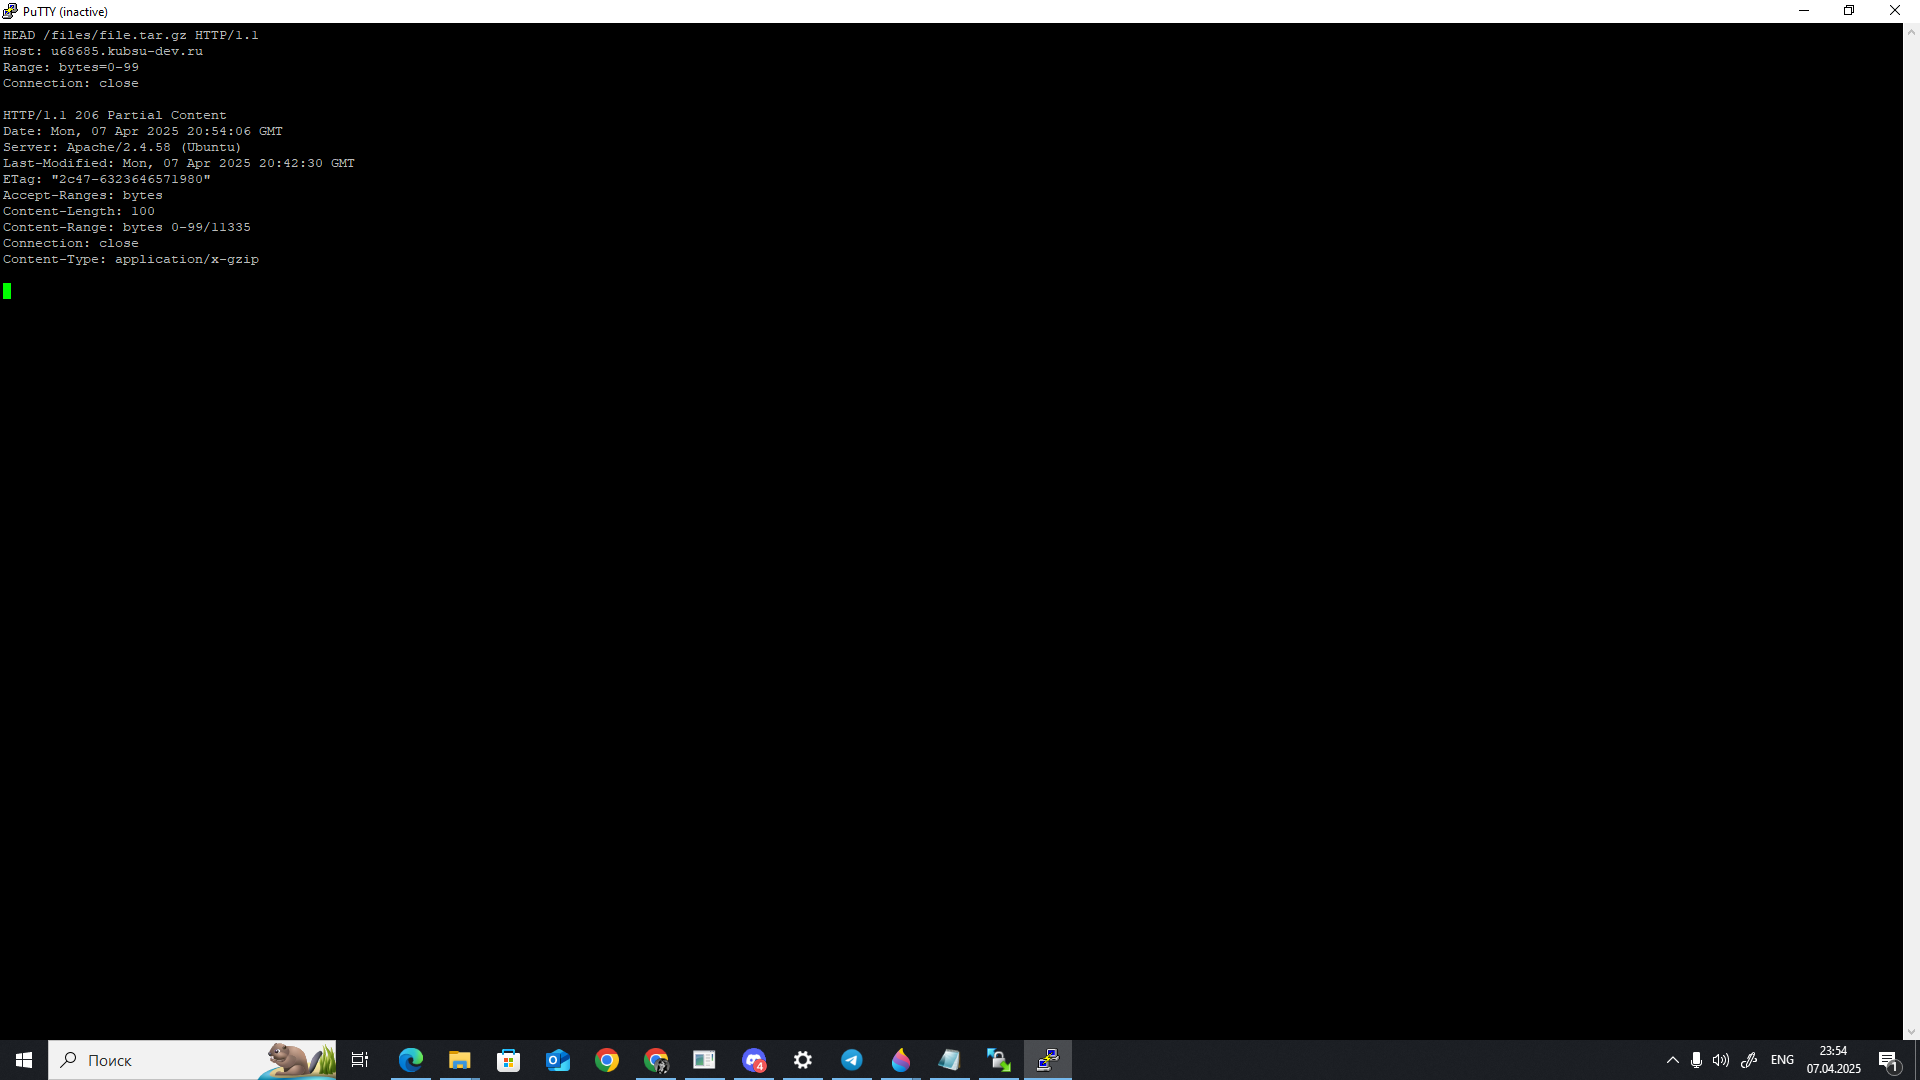 PuTTY (inactive)
HEAD /files/file.tar.gz HTTP/1.1
Host: u68685.kubsu-dev.ru
Range: bytes=0-99
Connection: close
HTTP/1.1 206 Partial Content
Date: Mon, 07 Apr 2025 20:54:06 GMT
Server: Apache/2.4.58 (Ubuntu)
Last-Modified: Mon, 07 Apr 2025 20:42:30 GMT
ETag: "2c47-6323646571980"
Accept-Ranges: bytes
Content-Length: 100
Content-Range: bytes 0-99/11335
Connection: close
Content-Type: application/x-gzip
Поиск
4
ENG
23:54
07.04.2025
1